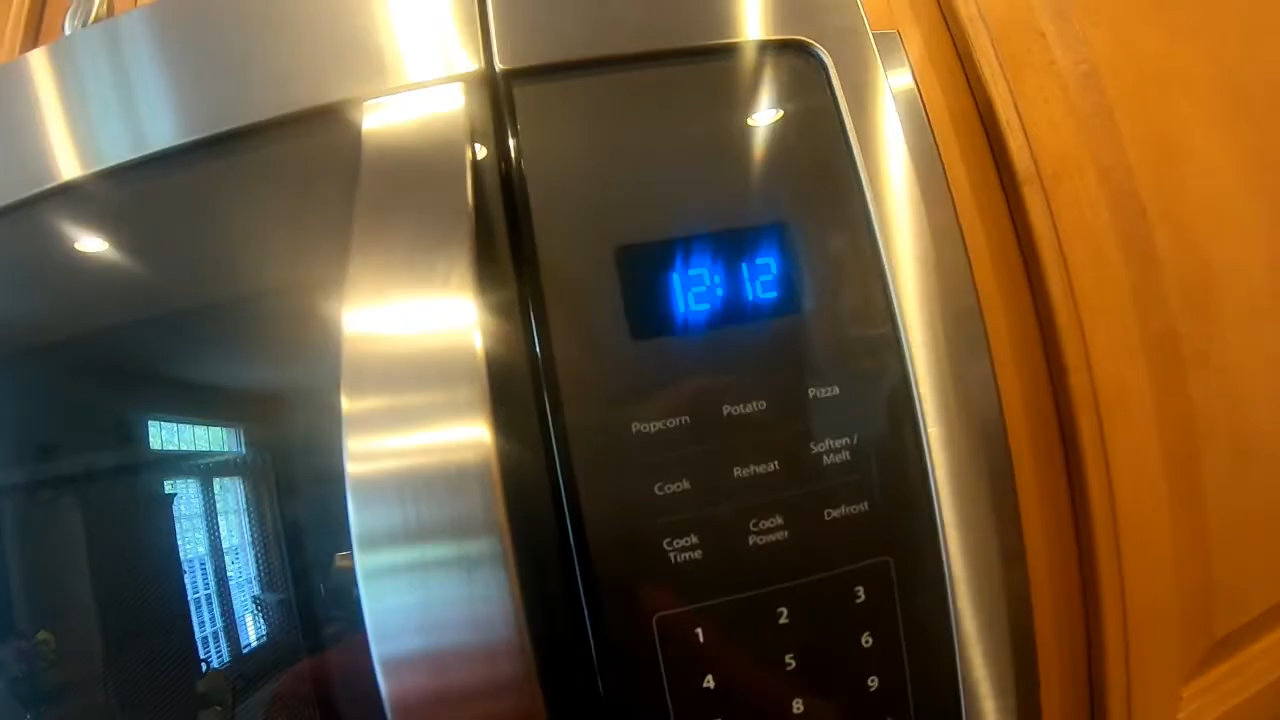 12:12
Popcorn Potato Pizza
Cook Reheat Soften / Melt
Cook Time Cook Power Defrost
1 2 3
4 5 6
8 9